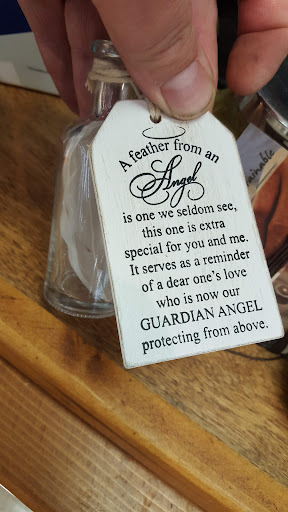 A feather from an
Angel
is one we seldom see,
this one is extra
special for you and me.
It serves as a reminder
of a dear one's love
who is now our
GUARDIAN ANGEL
protecting from above.